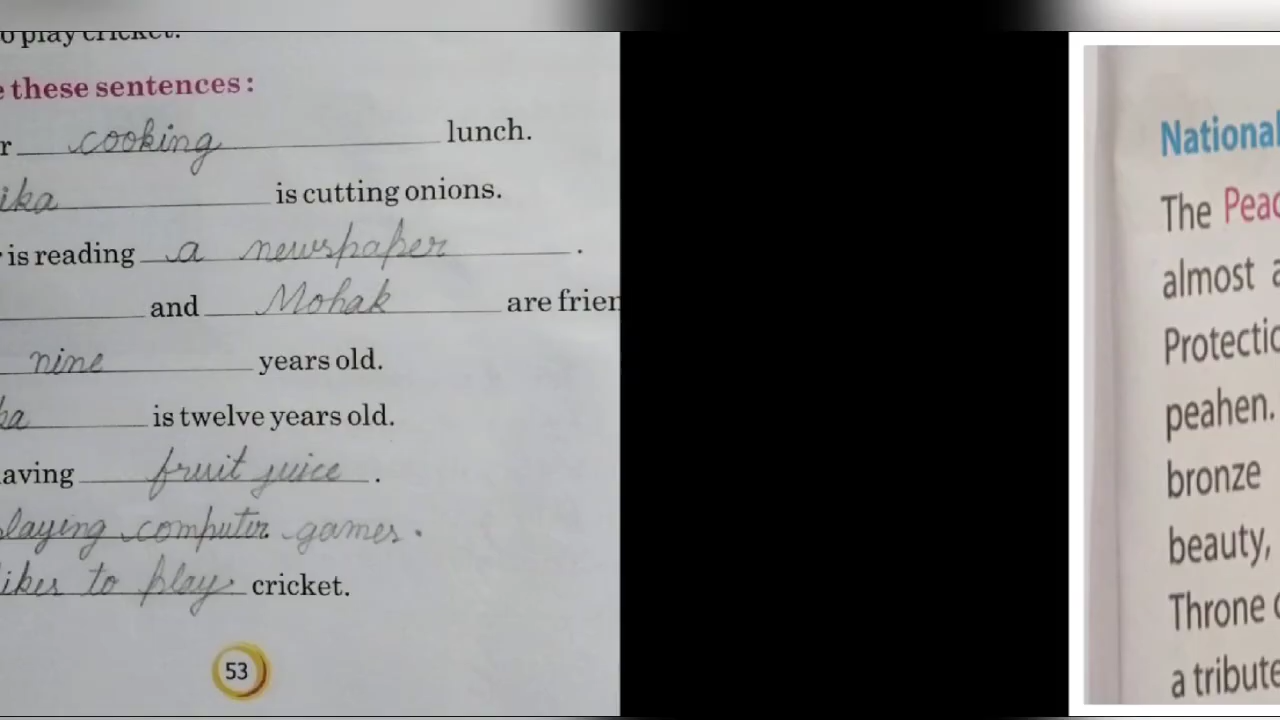 to play cricket.
these sentences:
cooking lunch.
ika is cutting onions.
is reading a newspaper.
and Mohak are frien
nine years old.
is twelve years old.
aving fruit juice.
laying computer games.
likes to play cricket.
53
National
The Peac
almost a
Protectio
peahen.
bronze
beauty,
Throne o
a tribute